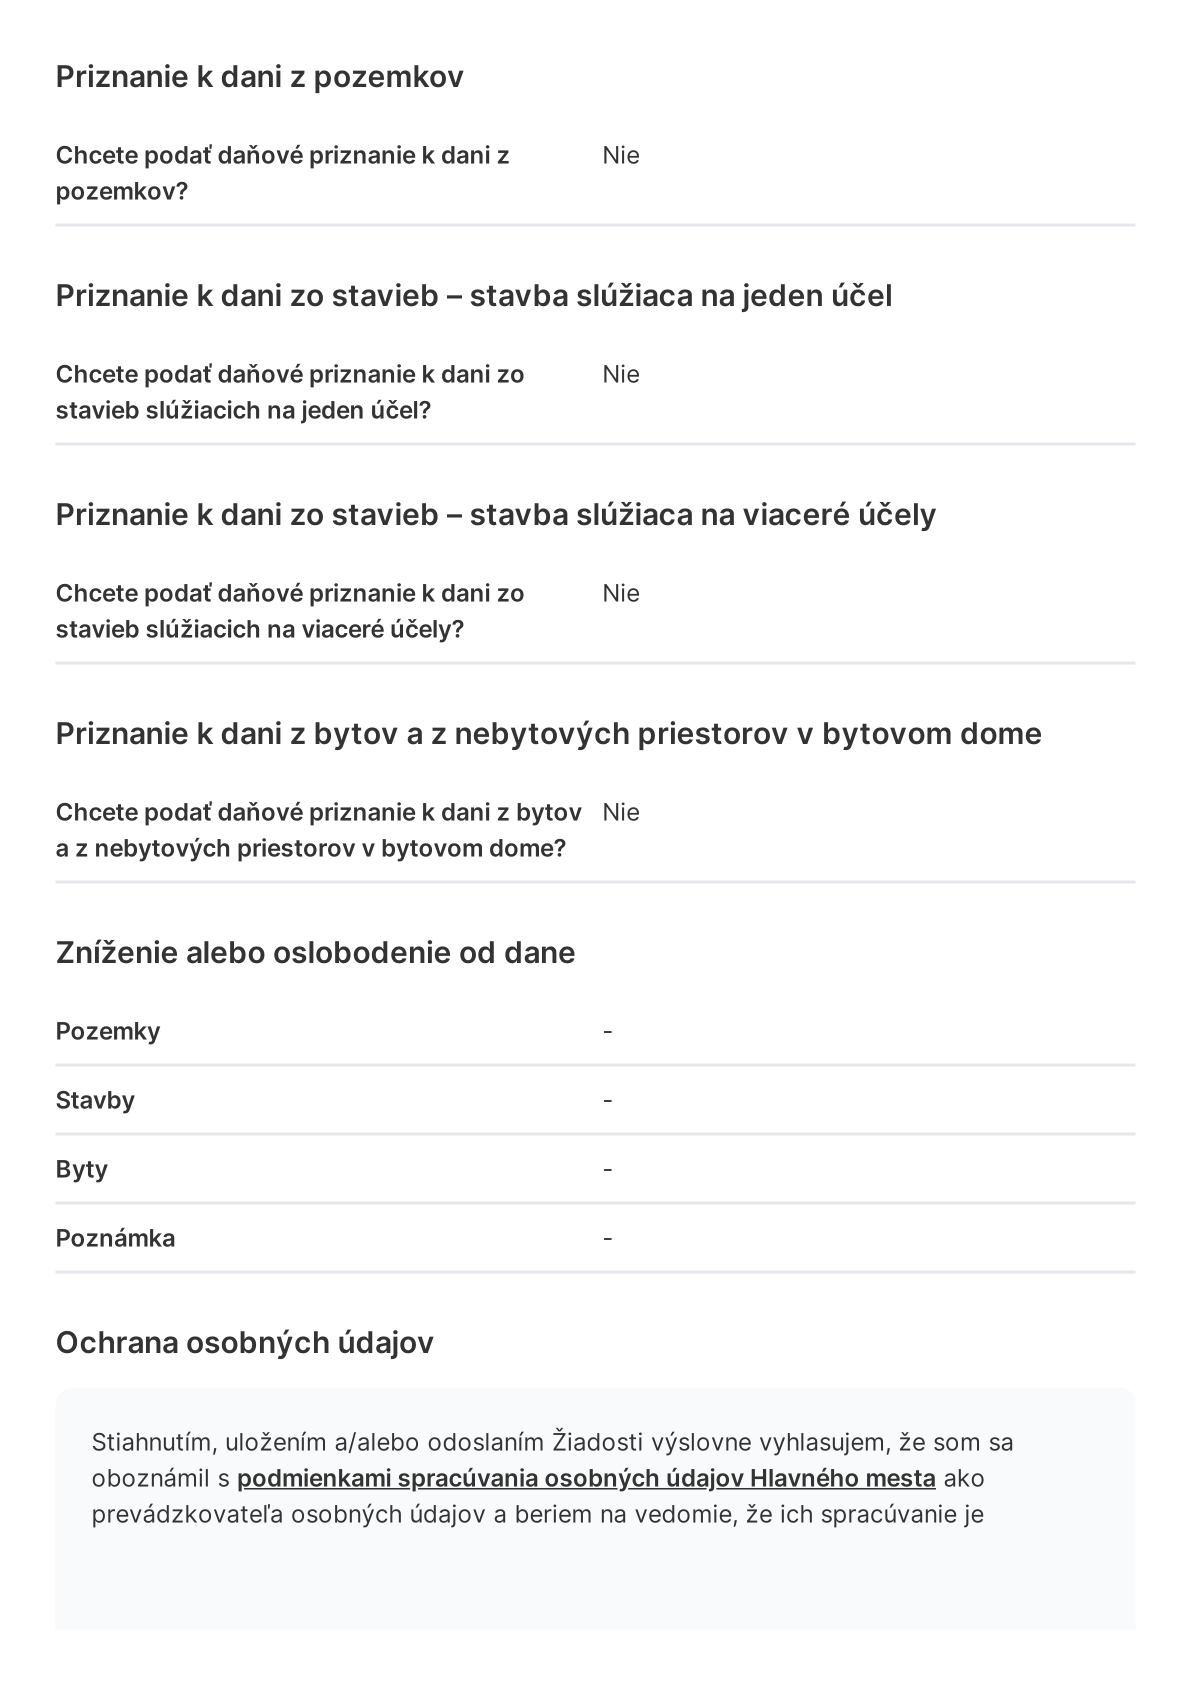 Priznanie k dani z pozemkov
Chcete podať daňové priznanie k dani z
pozemkov?
Nie
Priznanie k dani zo stavieb – stavba slúžiaca na jeden účel
Chcete podať daňové priznanie k dani zo
stavieb slúžiacich na jeden účel?
Nie
Priznanie k dani zo stavieb – stavba slúžiaca na viaceré účely
Chcete podať daňové priznanie k dani zo
stavieb slúžiacich na viaceré účely?
Nie
Priznanie k dani z bytov a z nebytových priestorov v bytovom dome
Chcete podať daňové priznanie k dani z bytov
a z nebytových priestorov v bytovom dome?
Nie
Zníženie alebo oslobodenie od dane
Pozemky -
Stavby -
Byty -
Poznámka -
Ochrana osobných údajov
Stiahnutím, uložením a/alebo odoslaním Žiadosti výslovne vyhlasujem, že som sa
oboznámil s podmienkami spracúvania osobných údajov Hlavného mesta ako
prevádzkovateľa osobných údajov a beriem na vedomie, že ich spracúvanie je